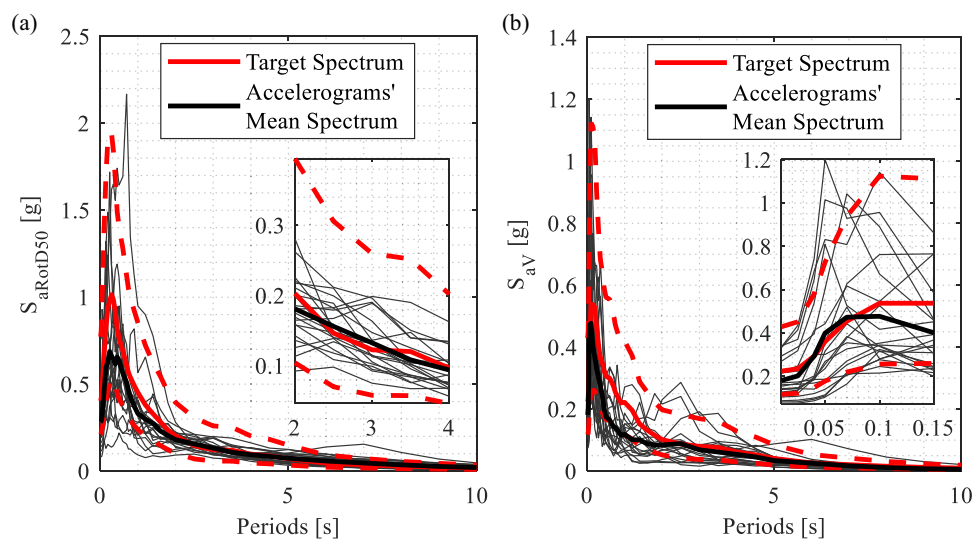 (a)
2.5
2
1.5
1
0.5
0
0
5
10
Periods [s]
S_aRotD50 [g]
Target Spectrum
Accelerograms'
Mean Spectrum
0.3
0.2
0.1
2
3
4
(b)
1.4
1.2
1
0.8
0.6
0.4
0.2
0
0
5
10
Periods [s]
S_aV [g]
Target Spectrum
Accelerograms'
Mean Spectrum
1.2
1
0.8
0.6
0.4
0.2
0.05
0.1
0.15